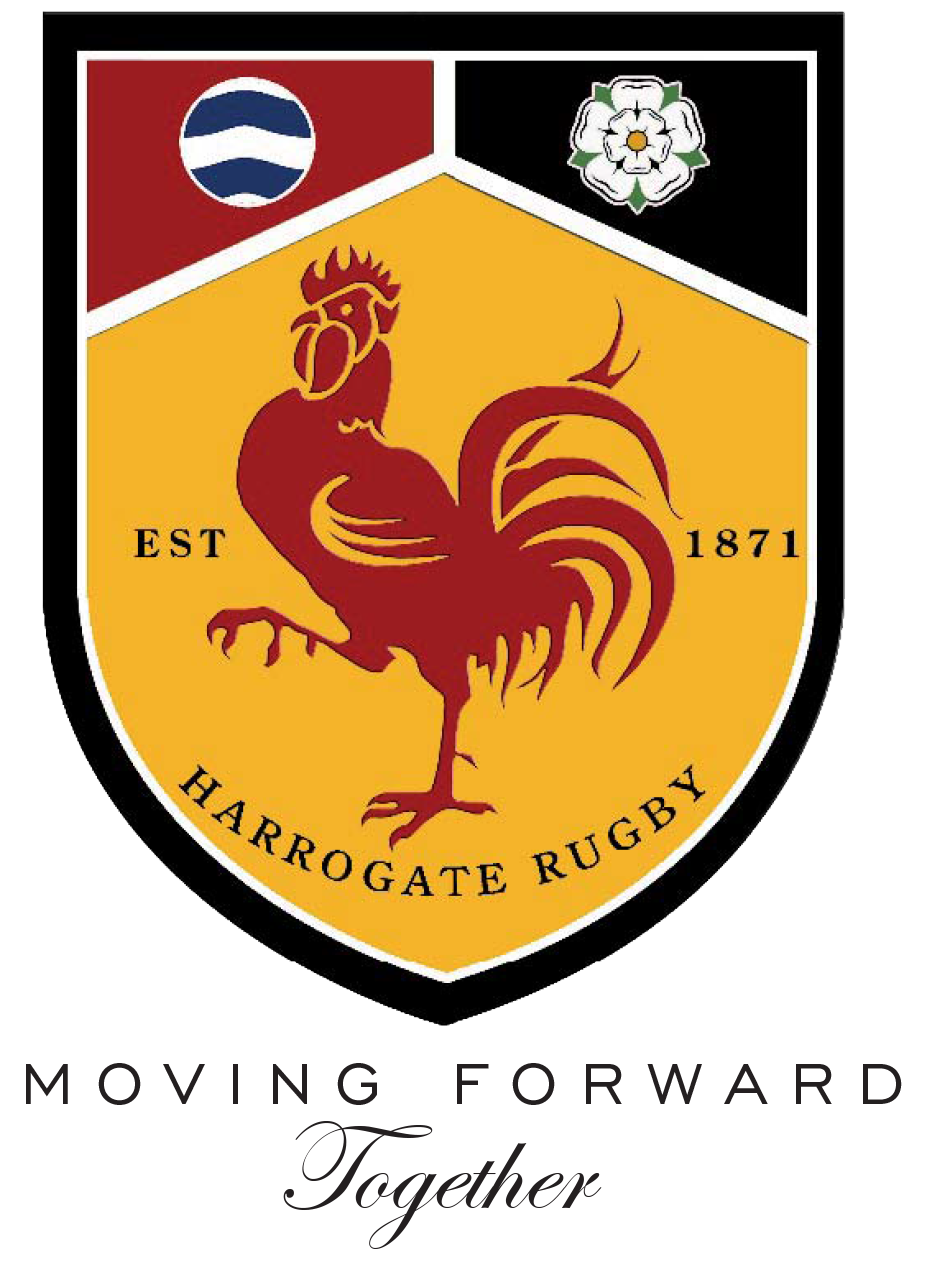 EST 1871
HARROGATE RUGBY
MOVING FORWARD
Together